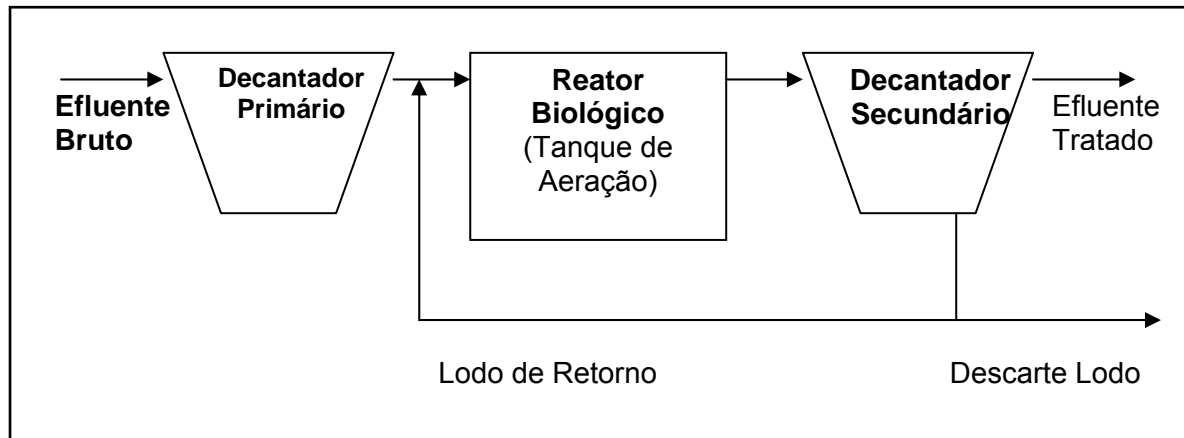 Efluente
Bruto
Decantador
Primário
Reator
Biológico
(Tanque de
Aeração)
Decantador
Secundário
Efluente
Tratado
Lodo de Retorno
Descarte Lodo